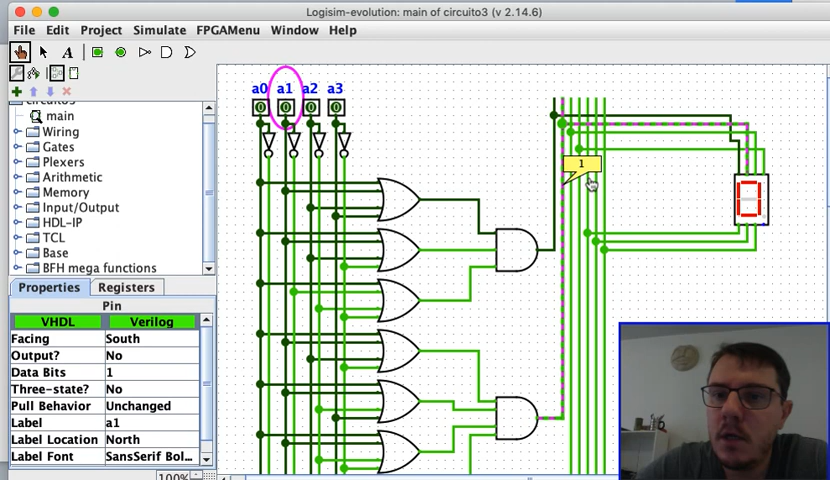 Logisim-evolution: main of circuito3 (v 2.14.6)
File Edit Project Simulate FPGAMenu Window Help
A
circuito3
main
Wiring
Gates
Plexers
Arithmetic
Memory
Input/Output
HDL-IP
TCL
Base
BFH mega functions
Properties Registers
Pin
VHDL Verilog
Facing South
Output? No
Data Bits 1
Three-state? No
Pull Behavior Unchanged
Label a1
Label Location North
Label Font SansSerif Bol...
100%
a0 a1 a2 a3
0 0 0 0
1